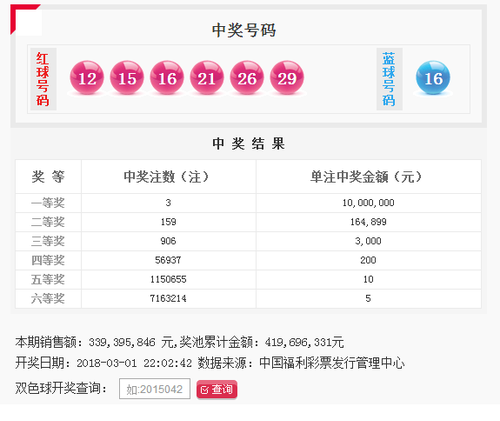 中奖号码
红球号码 12 15 16 21 26 29 蓝球号码 16
中 奖 结 果
奖 等 中奖注数（注） 单注中奖金额（元）
一等奖 3 10,000,000
二等奖 159 164,899
三等奖 906 3,000
四等奖 56937 200
五等奖 1150655 10
六等奖 7163214 5
本期销售额：339,395,846 元,奖池累计金额：419,696,331元
开奖日期：2018-03-01 22:02:42 数据来源：中国福利彩票发行管理中心
双色球开奖查询： 如:2015042 查询